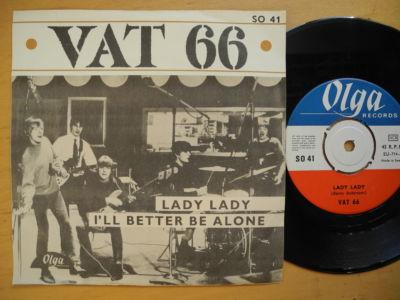 SO 41
• VAT 66 •
LADY LADY
I'LL BETTER BE ALONE
Olga
Olga
RECORDS
SO 41
45 R.P.
LADY LADY
VAT 66